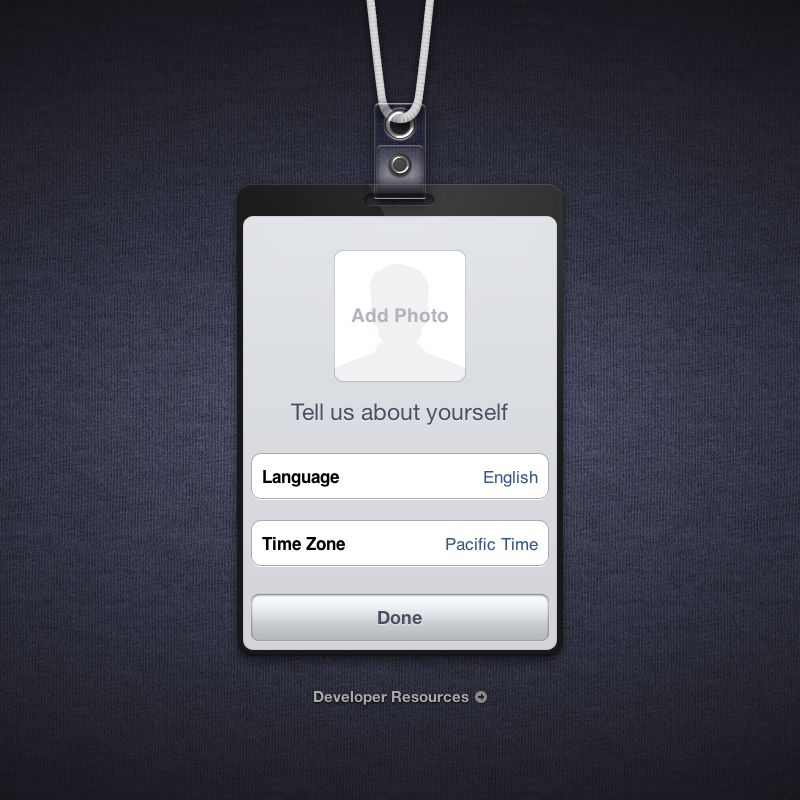 Add Photo
Tell us about yourself
Language English
Time Zone Pacific Time
Done
Developer Resources